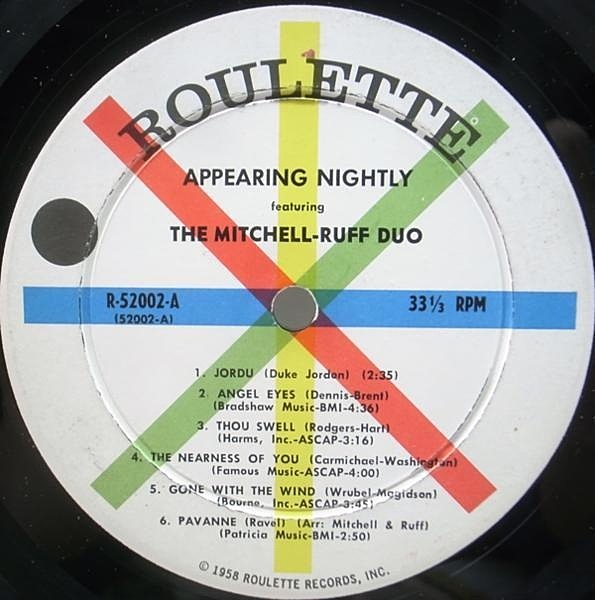 ROULETTE
APPEARING NIGHTLY
featuring
THE MITCHELL-RUFF DUO
R-52002-A
(52002-A)
33 1/3 RPM
1. JORDU (Duke Jordon) (2:35)
2. ANGEL EYES (Dennis-Brent)
(Bradshaw Music-BMI-4:36)
3. THOU SWELL (Rodgers-Hart)
(Harms, Inc.-ASCAP-3:16)
4. THE NEARNESS OF YOU (Carmichael-Washington)
(Famous Music-ASCAP-4:00)
5. GONE WITH THE WIND (Wrubel-Magidson)
(Bourne, Inc.-ASCAP-3:45)
6. PAVANNE (Ravel) (Arr: Mitchell & Ruff)
(Patricia Music-BMI-2:50)
© 1958 ROULETTE RECORDS, INC.